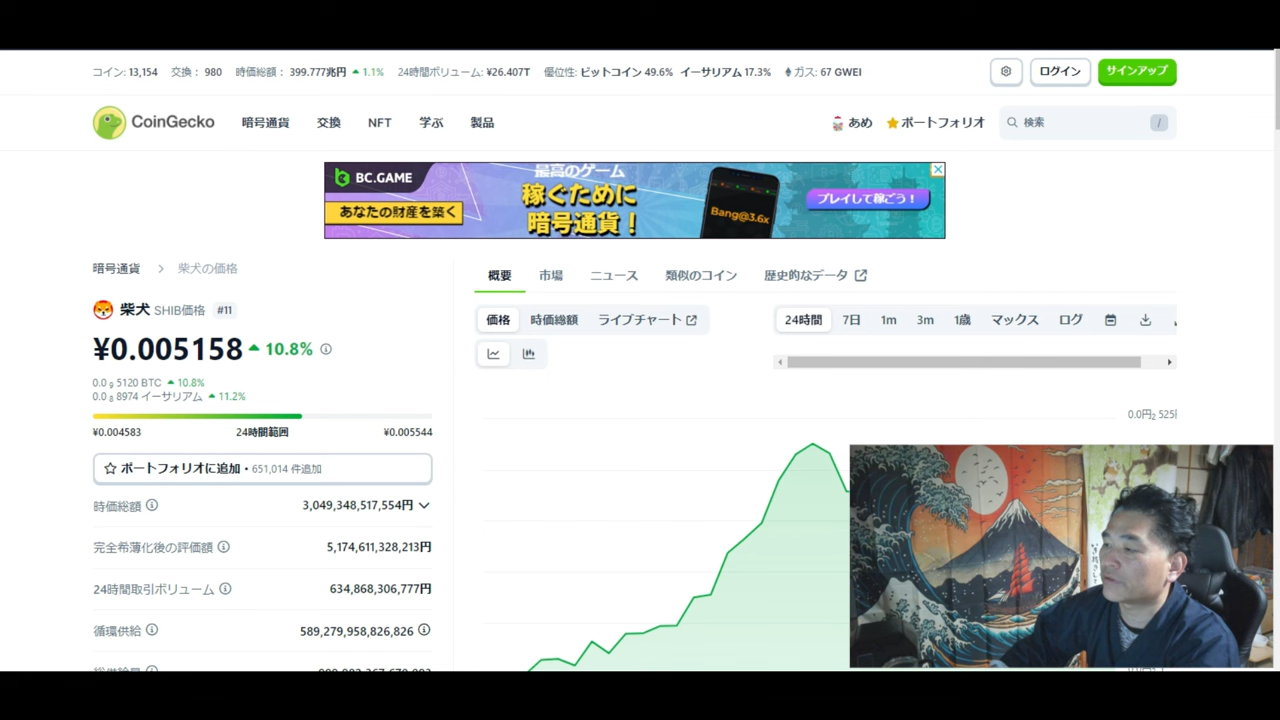 コイン: 13,154 交換： 980 時価総額： 399.777兆円 1.1% 24時間ボリューム: ¥26.407T 優位性: ビットコイン 49.6% イーサリアム 17.3% ガス: 67 GWEI
ログイン サインアップ
CoinGecko 暗号通貨 交換 NFT 学ぶ 製品
あめ ポートフォリオ 検索 /
BC.GAME
あなたの財産を築く
最高のゲーム
稼ぐために
暗号通貨！
Bang@3.6x
プレイして稼ごう！
暗号通貨 柴犬の価格
柴犬 SHIB価格 #11
¥0.005158 10.8%
0.0 8 5120 BTC 10.8%
0.0 8 8974 イーサリアム 11.2%
¥0.004583 24時間範囲 ¥0.005544
ポートフォリオに追加 • 651,014 件追加
時価総額 3,049,348,517,554円
完全希薄化後の評価額 5,174,611,328,213円
24時間取引ボリューム 634,868,306,777円
循環供給 589,279,958,826,826
概要 市場 ニュース 類似のコイン 歴史的なデータ
価格 時価総額 ライブチャート
24時間 7日 1m 3m 1歳 マックス ログ
0.0円2 525